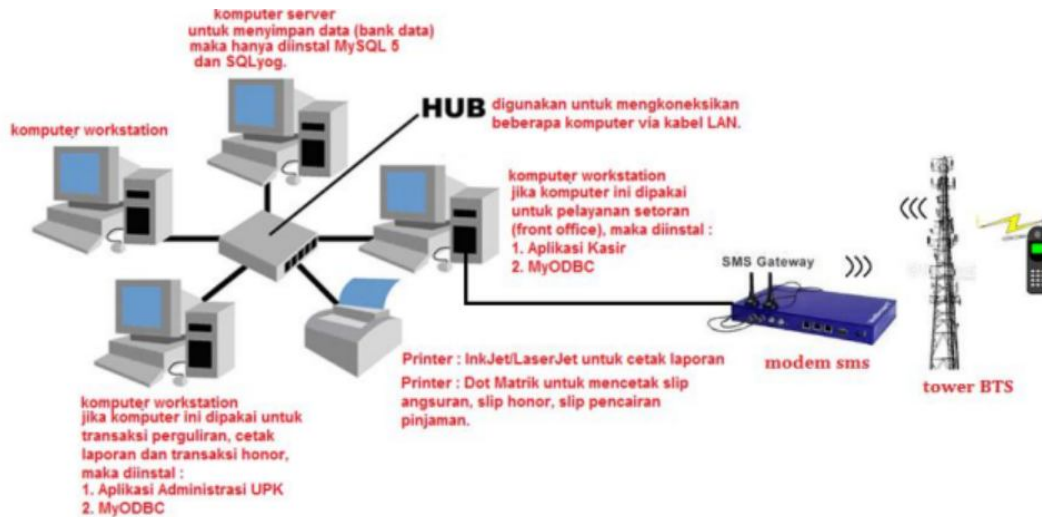 komputer server
untuk menyimpan data (bank data)
maka hanya diinstal MySQL 5
dan SQLyog.
HUB
digunakan untuk mengkoneksikan
beberapa komputer via kabel LAN.
komputer workstation
komputer workstation
jika komputer ini dipakai
untuk pelayanan setoran
(front office), maka diinstal :
1. Aplikasi Kasir
2. MyODBC
SMS Gateway
modem sms
tower BTS
Printer : InkJet/LaserJet untuk cetak laporan
Printer : Dot Matrik untuk mencetak slip
angsuran, slip honor, slip pencairan
pinjaman.
komputer workstation
jika komputer ini dipakai untuk
transaksi perguliran, cetak
laporan dan transaksi honor,
maka diinstal :
1. Aplikasi Administrasi UPK
2. MyODBC